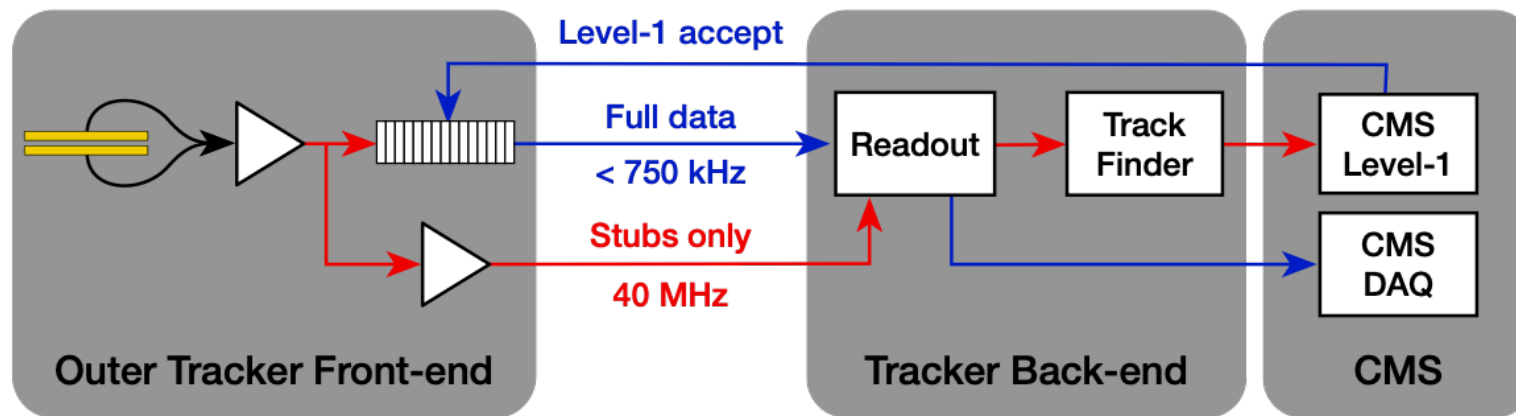 Level-1 accept
Full data
< 750 kHz
Stubs only
40 MHz
Readout
Track
Finder
CMS
Level-1
CMS
DAQ
Outer Tracker Front-end
Tracker Back-end
CMS